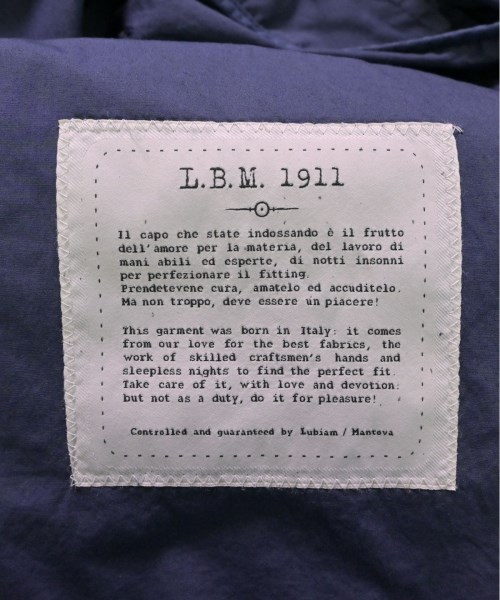 L.B.M. 1911
Il capo che state indossando è il frutto
dell'amore per la materia, del lavoro di
mani abili ed esperte, di notti insonni
per perfezionare il fitting.
Prendetevene cura, amatelo ed accuditelo.
Ma non troppo, deve essere un piacere!
This garment was born in Italy: it comes
from our love for the best fabrics, the
work of skilled craftsmen's hands and
sleepless nights to find the perfect fit.
Take care of it, with love and devotion:
but not as a duty, do it for pleasure!
Controlled and guaranteed by Lubiam / Mantova